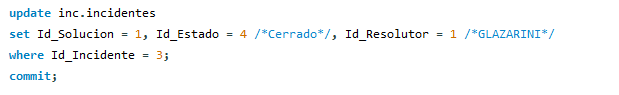 update inc.incidentes
set Id_Solucion = 1, Id_Estado = 4 /*Cerrado*/, Id_Resolutor = 1 /*GLAZARINI*/
where Id_Incidente = 3;
commit;